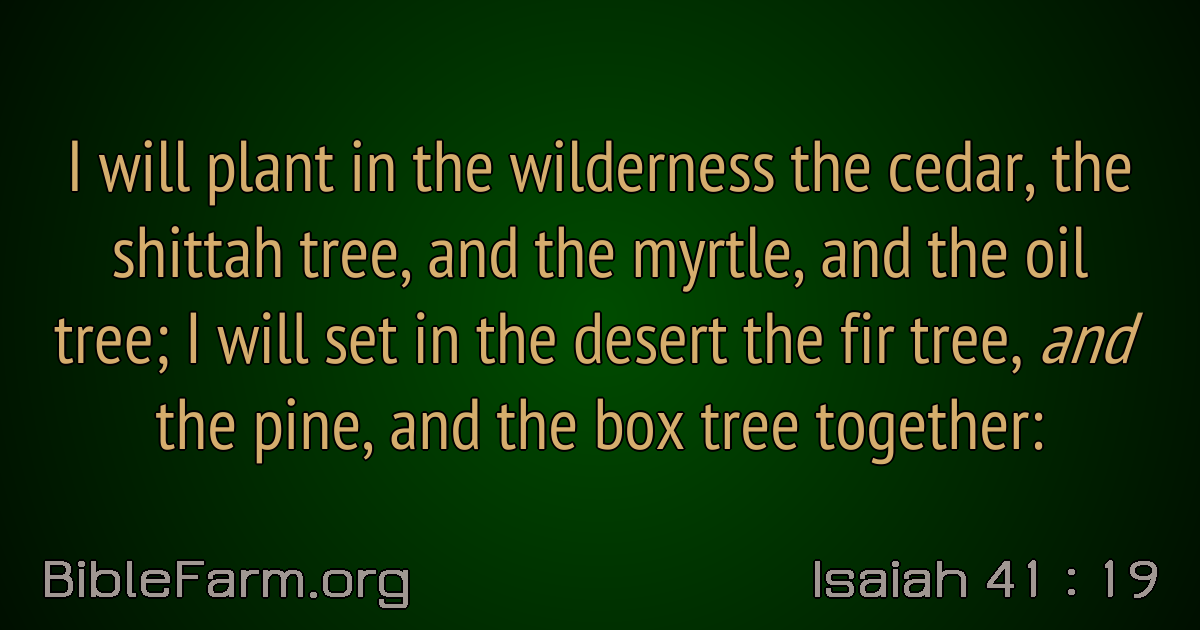 I will plant in the wilderness the cedar, the
shittah tree, and the myrtle, and the oil
tree; I will set in the desert the fir tree, and
the pine, and the box tree together:
BibleFarm.org
Isaiah 41 : 19